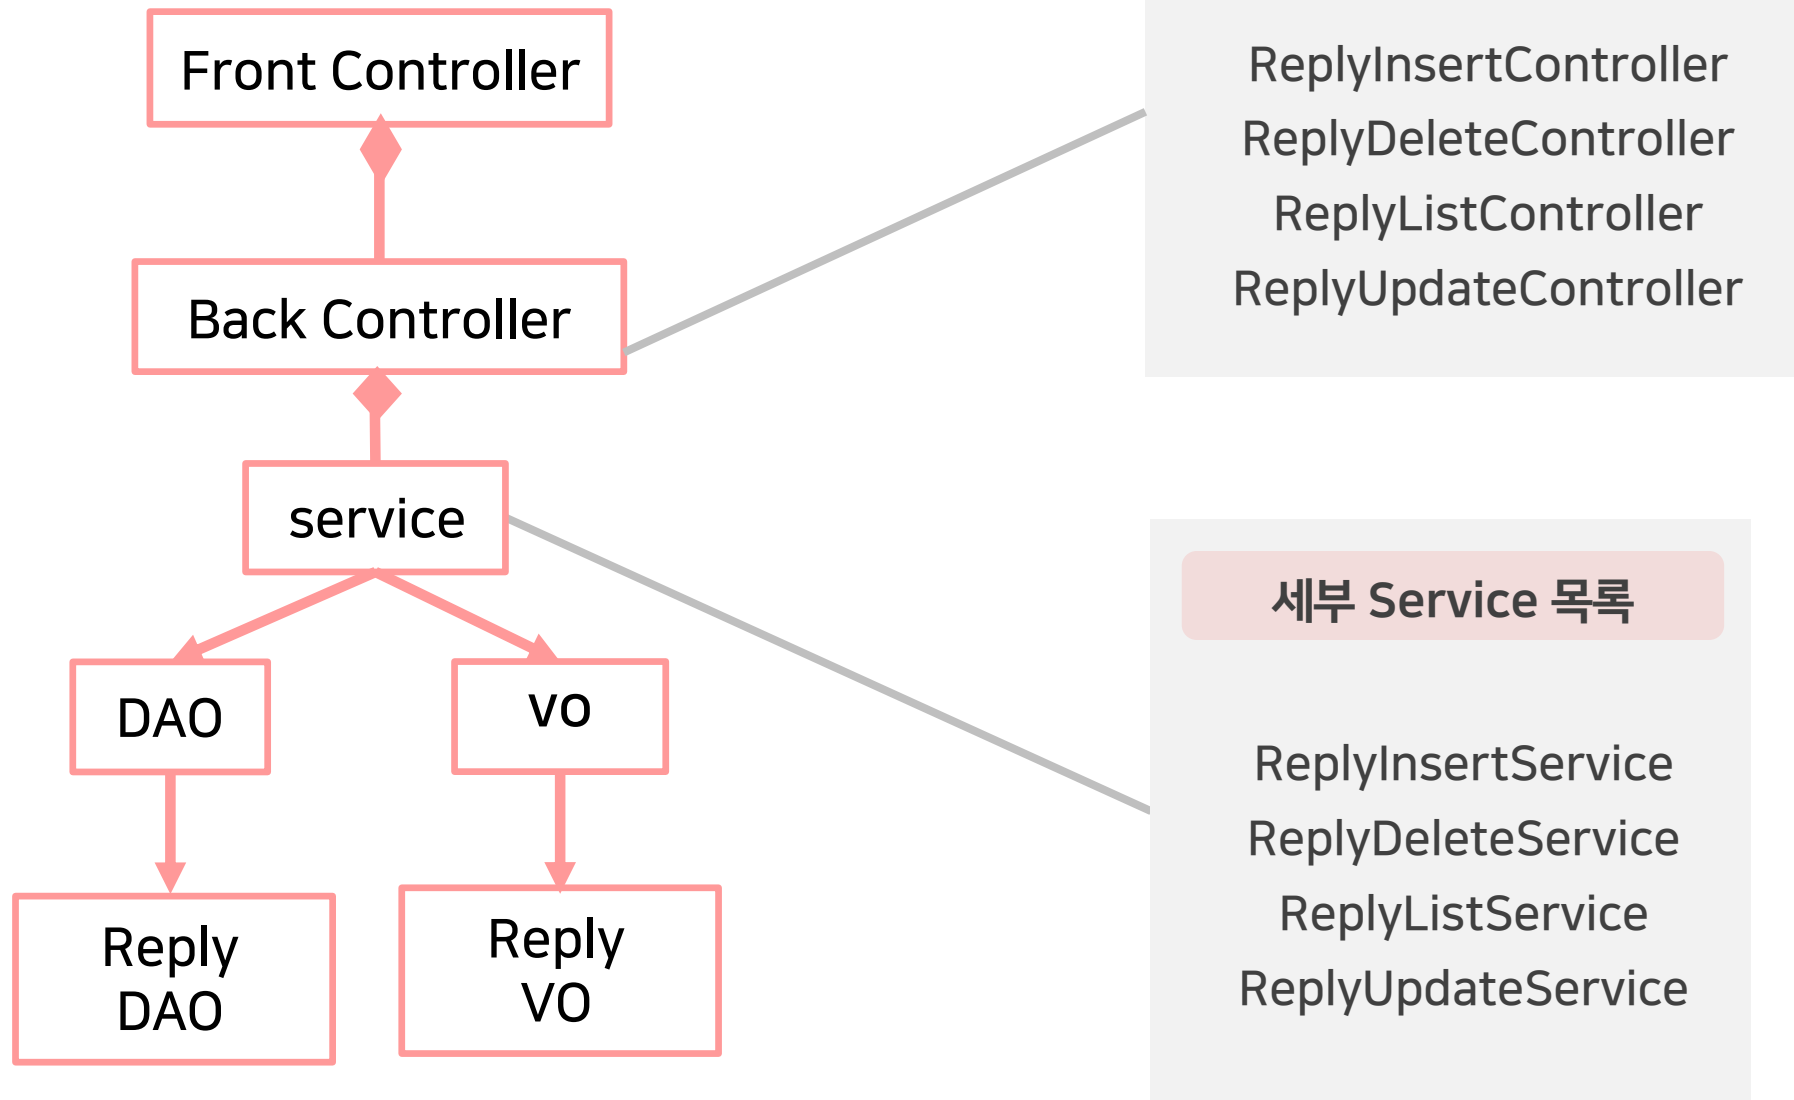 Front Controller
Back Controller
service
DAO
vo
Reply
DAO
Reply
VO
ReplyInsertController
ReplyDeleteController
ReplyListController
ReplyUpdateController
세부 Service 목록
ReplyInsertService
ReplyDeleteService
ReplyListService
ReplyUpdateService